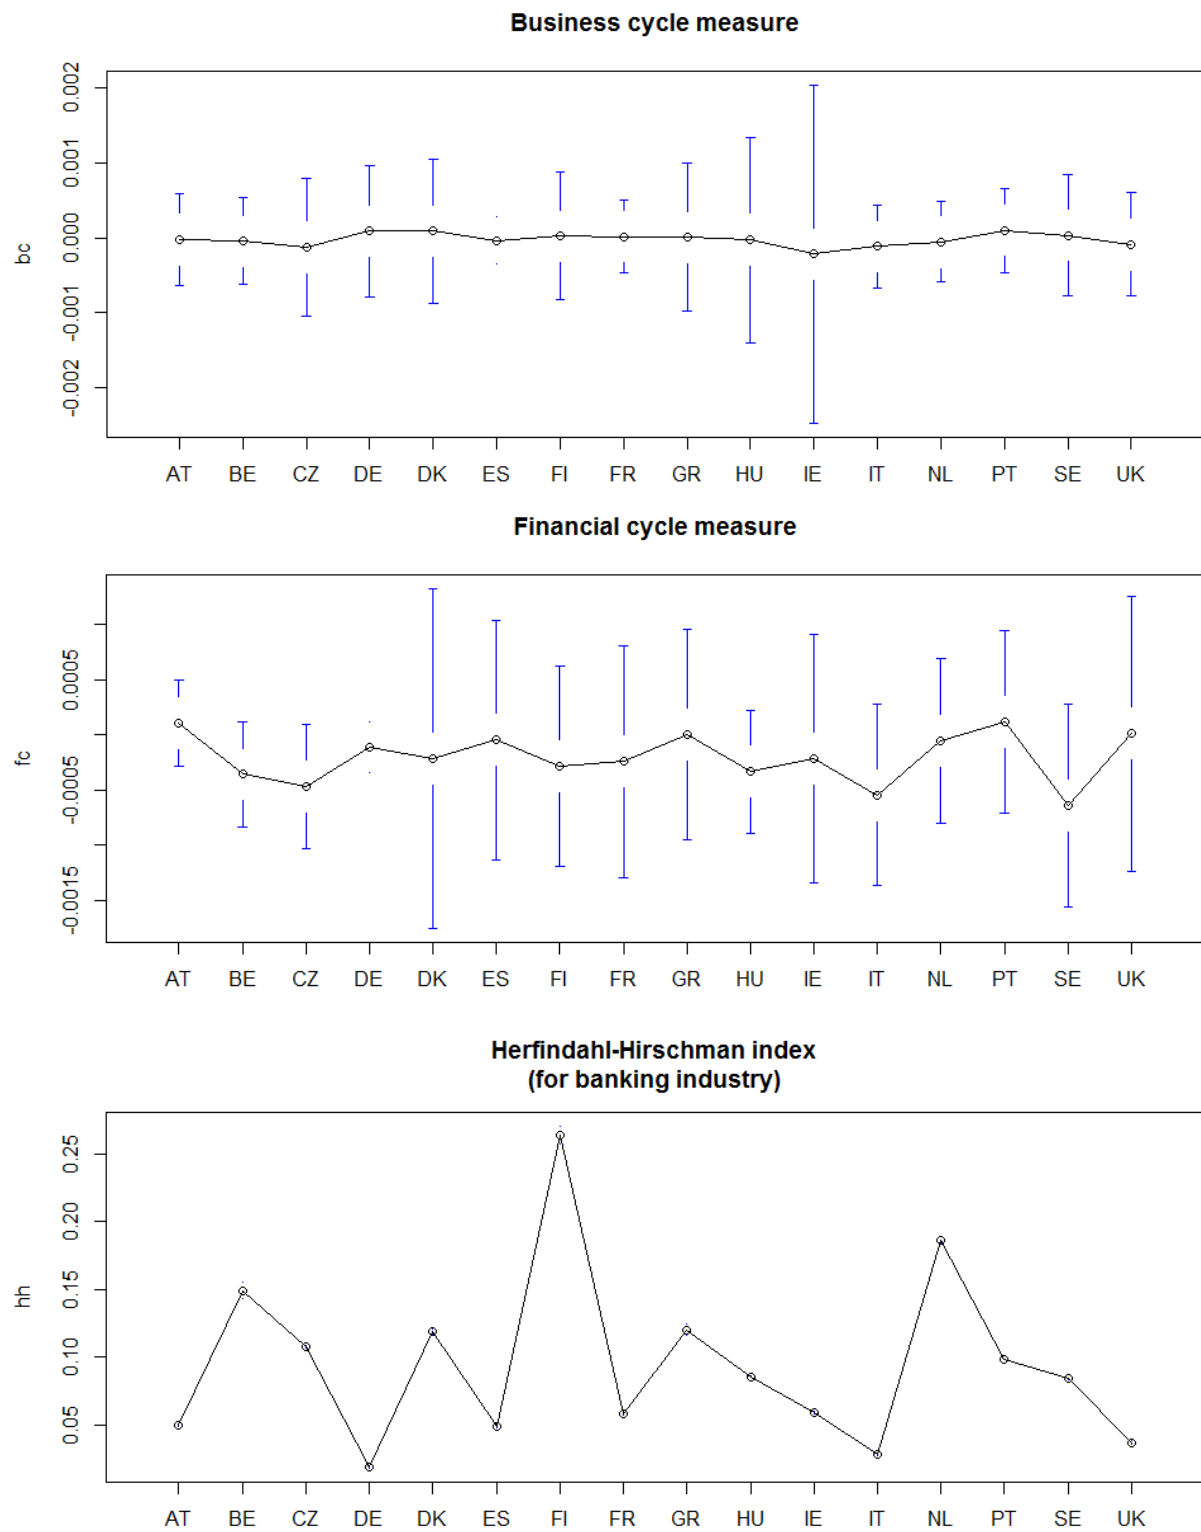 Business cycle measure
0.002
0.001
0.000
-0.001
-0.002
bc
AT BE CZ DE DK ES FI FR GR HU IE IT NL PT SE UK
Financial cycle measure
0.0005
-0.0005
-0.0015
fc
AT BE CZ DE DK ES FI FR GR HU IE IT NL PT SE UK
Herfindahl-Hirschman index
(for banking industry)
0.25
0.20
0.15
0.10
0.05
hh
AT BE CZ DE DK ES FI FR GR HU IE IT NL PT SE UK